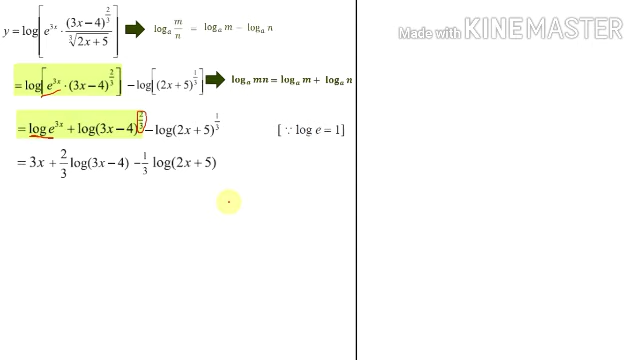 y = log[e^{3x} · (3x − 4)^{2/3} / ∛(2x + 5)] ➡ log_a m/n = log_a m − log_a n
= log[e^{3x} · (3x − 4)^{2/3}] − log[(2x + 5)^{1/3}] ➡ log_a mn = log_a m + log_a n
= log e^{3x} + log(3x − 4)^{2/3} − log(2x + 5)^{1/3} [∵ log e = 1]
= 3x + 2/3 log(3x − 4) − 1/3 log(2x + 5)
Made with KINEMASTER